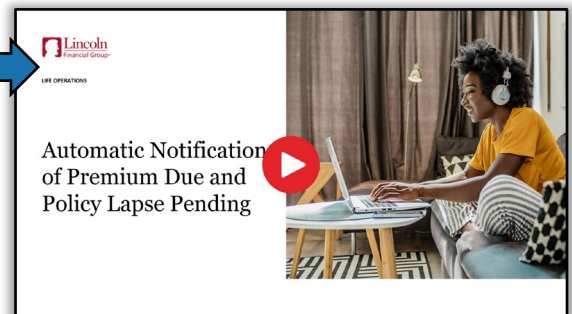 Lincoln
Financial Group®
LIFE OPERATIONS
Automatic Notification
of Premium Due and
Policy Lapse Pending